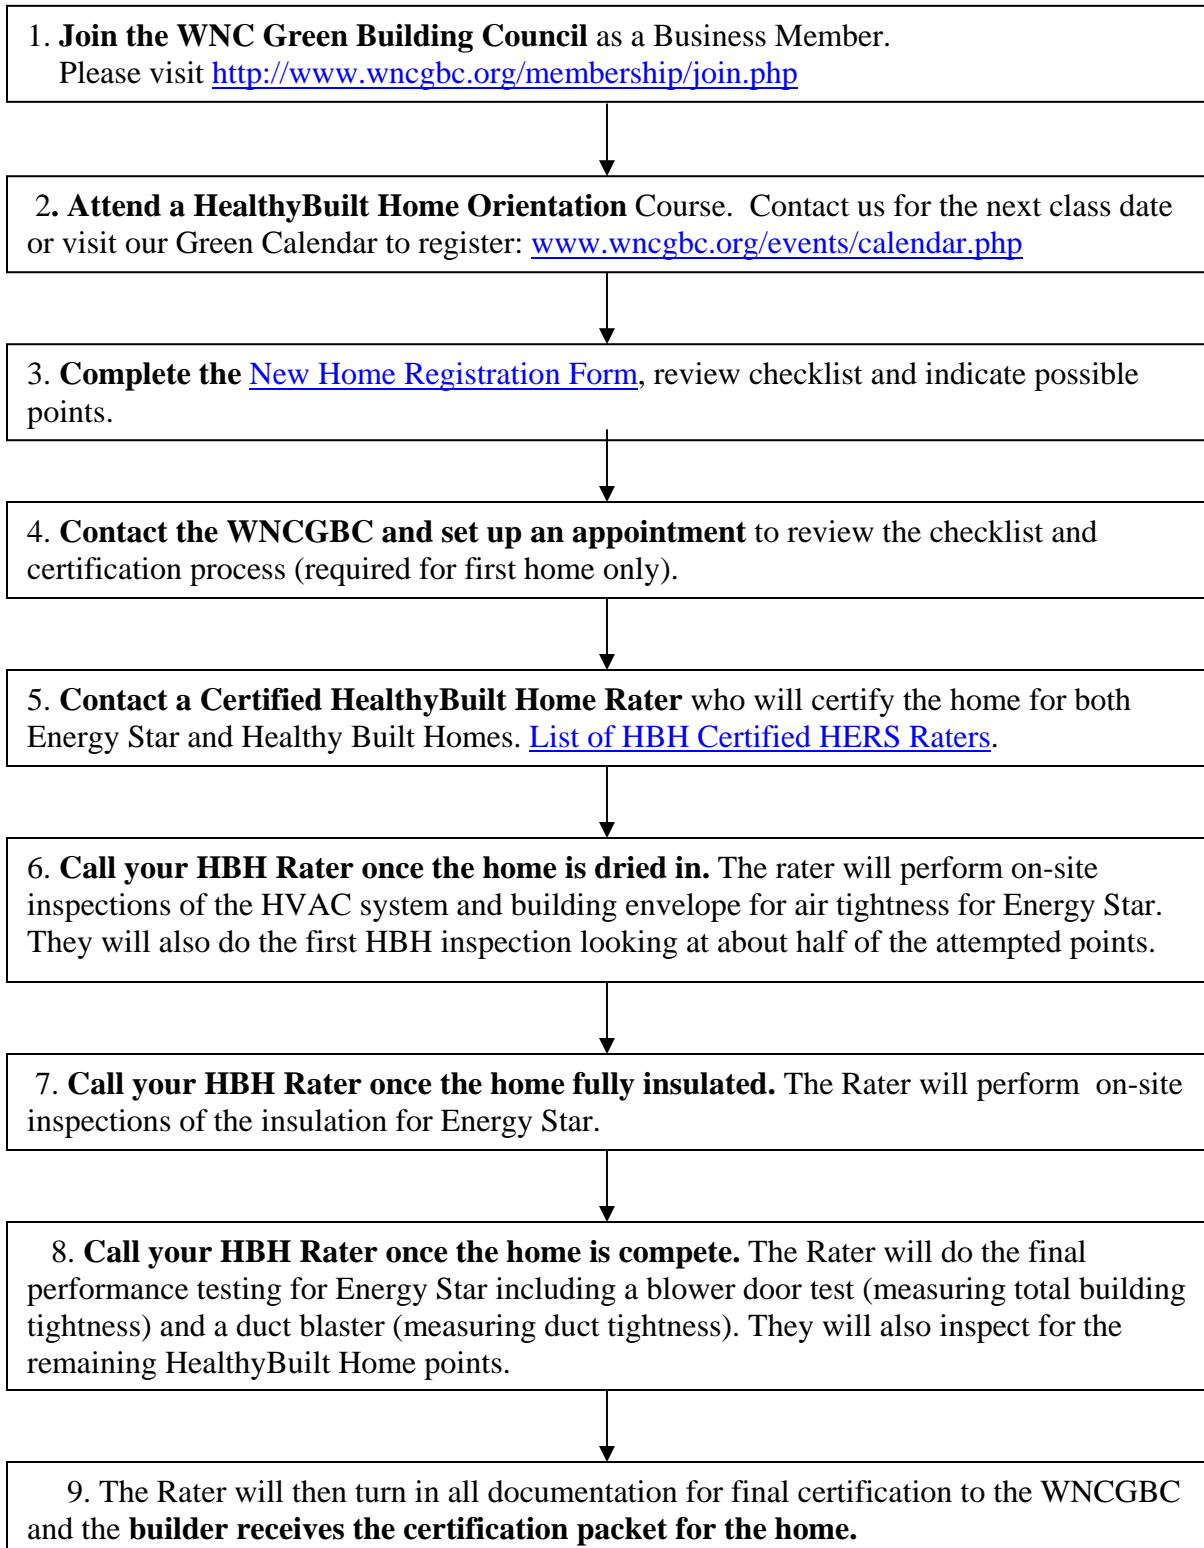 1. Join the WNC Green Building Council as a Business Member.
Please visit http://www.wncgbc.org/membership/join.php
2. Attend a HealthyBuilt Home Orientation Course. Contact us for the next class date
or visit our Green Calendar to register: www.wncgbc.org/events/calendar.php
3. Complete the New Home Registration Form, review checklist and indicate possible
points.
4. Contact the WNCGBC and set up an appointment to review the checklist and
certification process (required for first home only).
5. Contact a Certified HealthyBuilt Home Rater who will certify the home for both
Energy Star and Healthy Built Homes. List of HBH Certified HERS Raters.
6. Call your HBH Rater once the home is dried in. The rater will perform on-site
inspections of the HVAC system and building envelope for air tightness for Energy Star.
They will also do the first HBH inspection looking at about half of the attempted points.
7. Call your HBH Rater once the home fully insulated. The Rater will perform on-site
inspections of the insulation for Energy Star.
8. Call your HBH Rater once the home is compete. The Rater will do the final
performance testing for Energy Star including a blower door test (measuring total building
tightness) and a duct blaster (measuring duct tightness). They will also inspect for the
remaining HealthyBuilt Home points.
9. The Rater will then turn in all documentation for final certification to the WNCGBC
and the builder receives the certification packet for the home.